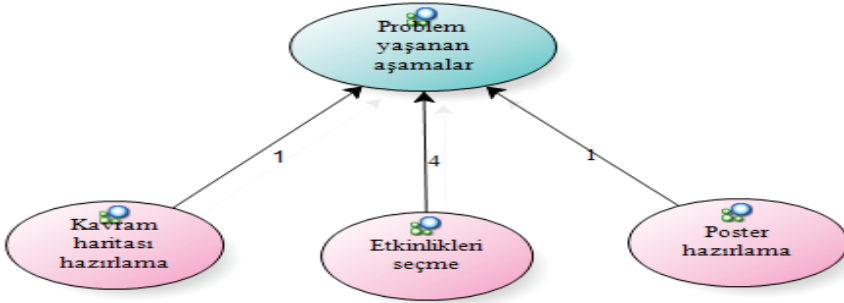 Problem
yaşanan
aşamalar
1
4
1
Kavram
haritası
hazırlama
Etkinlikleri
seçme
Poster
hazırlama